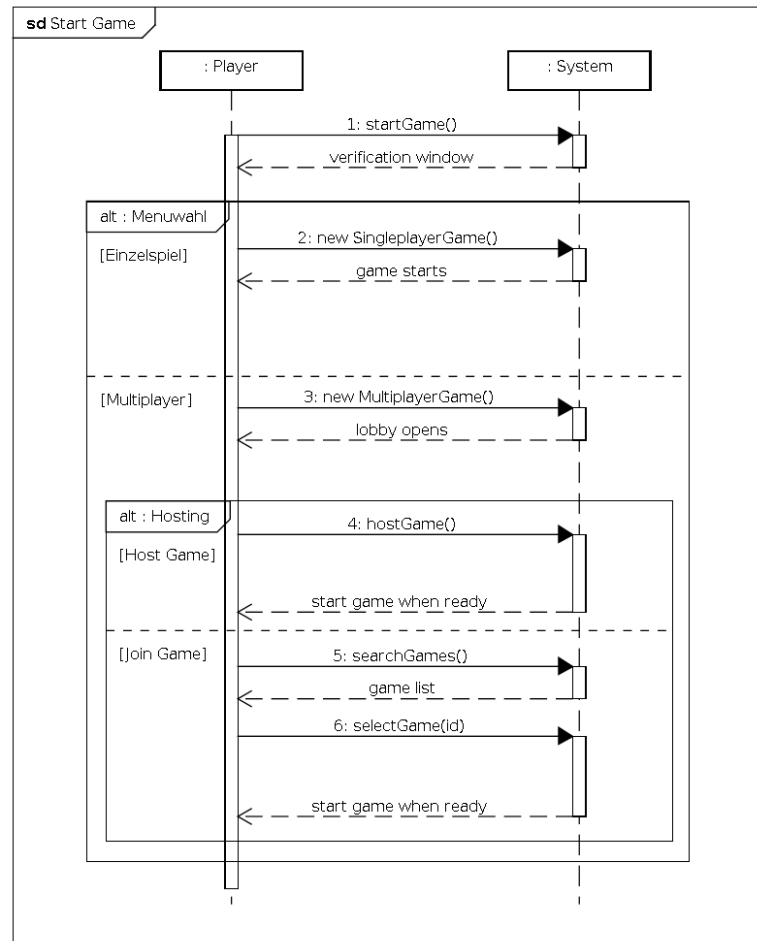 sd Start Game
: Player
: System
1: startGame()
verification window
alt : Menuwahl
2: new SingleplayerGame()
[Einzelspiel]
game starts
[Multiplayer]
3: new MultiplayerGame()
lobby opens
alt : Hosting
4: hostGame()
[Host Game]
start game when ready
[Join Game]
5: searchGames()
game list
6: selectGame(id)
start game when ready